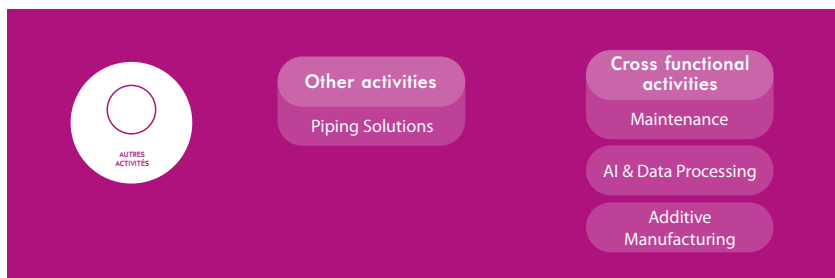 AUTRES
ACTIVITÉS
Other activities
Piping Solutions
Cross functional
activities
Maintenance
AI & Data Processing
Additive
Manufacturing